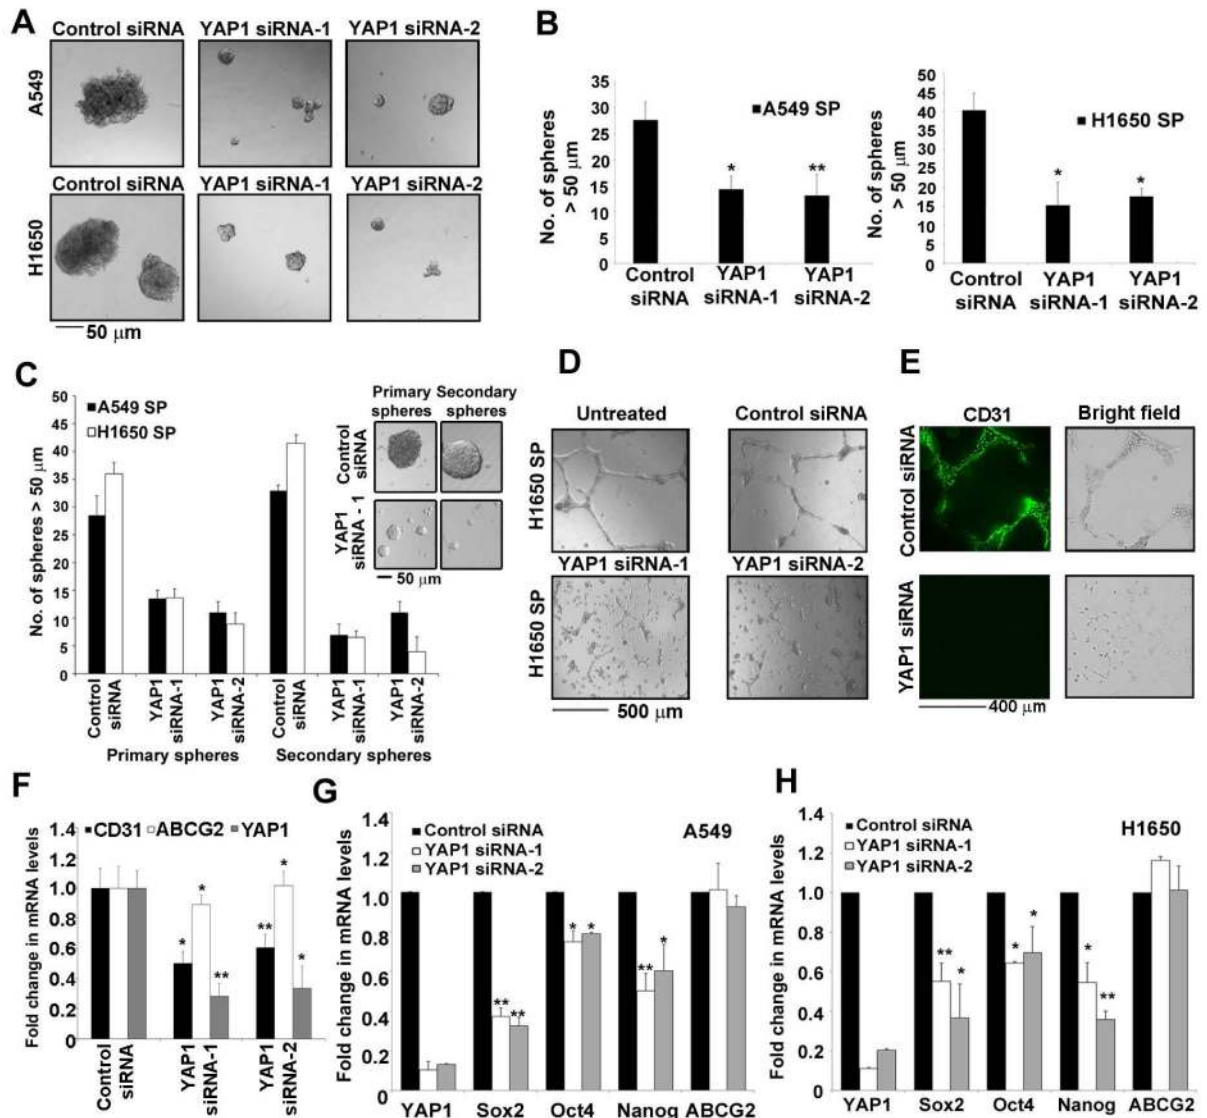 A
Control siRNA YAP1 siRNA-1 YAP1 siRNA-2
A549
Control siRNA YAP1 siRNA-1 YAP1 siRNA-2
H1650
50 µm
B
No. of spheres
> 50 µm
35
30
25
20
15
10
5
0
A549 SP
*
**
Control
siRNA
YAP1
siRNA-1
YAP1
siRNA-2
No. of spheres
> 50 µm
50
45
40
35
30
25
20
15
10
5
0
H1650 SP
*
*
Control
siRNA
YAP1
siRNA-1
YAP1
siRNA-2
C
No. of spheres > 50 µm
50
45
40
35
30
25
15
10
5
0
A549 SP
H1650 SP
Primary Secondary
spheres spheres
Control
siRNA
YAP1
siRNA - 1
50 µm
Control
siRNA
YAP1
siRNA-1
YAP1
siRNA-2
Control
siRNA
YAP1
siRNA-1
YAP1
siRNA-2
Primary spheres Secondary spheres
D
Untreated Control siRNA
H1650 SP
YAP1 siRNA-1 YAP1 siRNA-2
H1650 SP
500 µm
E
CD31 Bright field
Control siRNA
YAP1 siRNA
400 µm
F
Fold change in mRNA levels
1.4
1.2
1.0
0.8
0.6
0.4
0.2
0
CD31 ABCG2 YAP1
*
*
**
**
*
*
Control
siRNA
YAP1
siRNA-1
YAP1
siRNA-2
G
Fold change in mRNA levels
1.4
1.2
1.0
0.8
0.6
0.4
0.2
0
Control siRNA
YAP1 siRNA-1
YAP1 siRNA-2
A549
**
**
*
*
**
*
YAP1 Sox2 Oct4 Nanog ABCG2
H
Fold change in mRNA levels
1.4
1.2
1.0
0.8
0.6
0.4
0.2
0
Control siRNA
YAP1 siRNA-1
YAP1 siRNA-2
H1650
**
*
*
*
*
**
YAP1 Sox2 Oct4 Nanog ABCG2